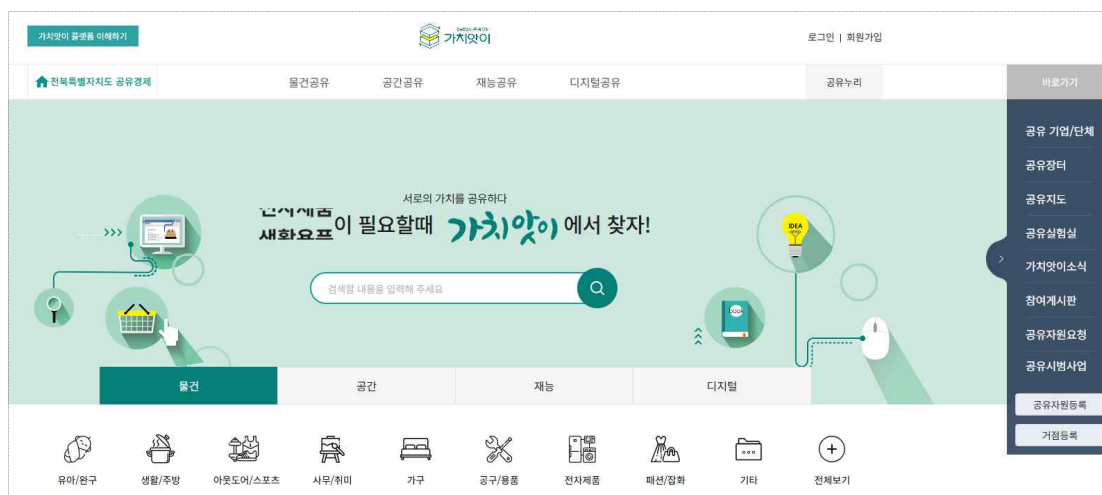 가치앗이 플랫폼 이해하기
가치앗이
로그인 | 회원가입
전북특별자치도 공유경제
물건공유
공간공유
재능공유
디지털공유
공유누리
바로가기
공유 기업/단체
공유장터
공유지도
공유실험실
가치앗이소식
참여게시판
공유자원요청
공유시범사업
공유자원등록
거점등록
서로의 가치를 공유하다
이 필요할때 가치앗이 에서 찾자!
검색할 내용을 입력해 주세요
IDEA
BOOK
물건
공간
재능
디지털
유아/완구
생활/주방
아웃도어/스포츠
사무/취미
가구
공구/용품
전자제품
패션/잡화
기타
전체보기